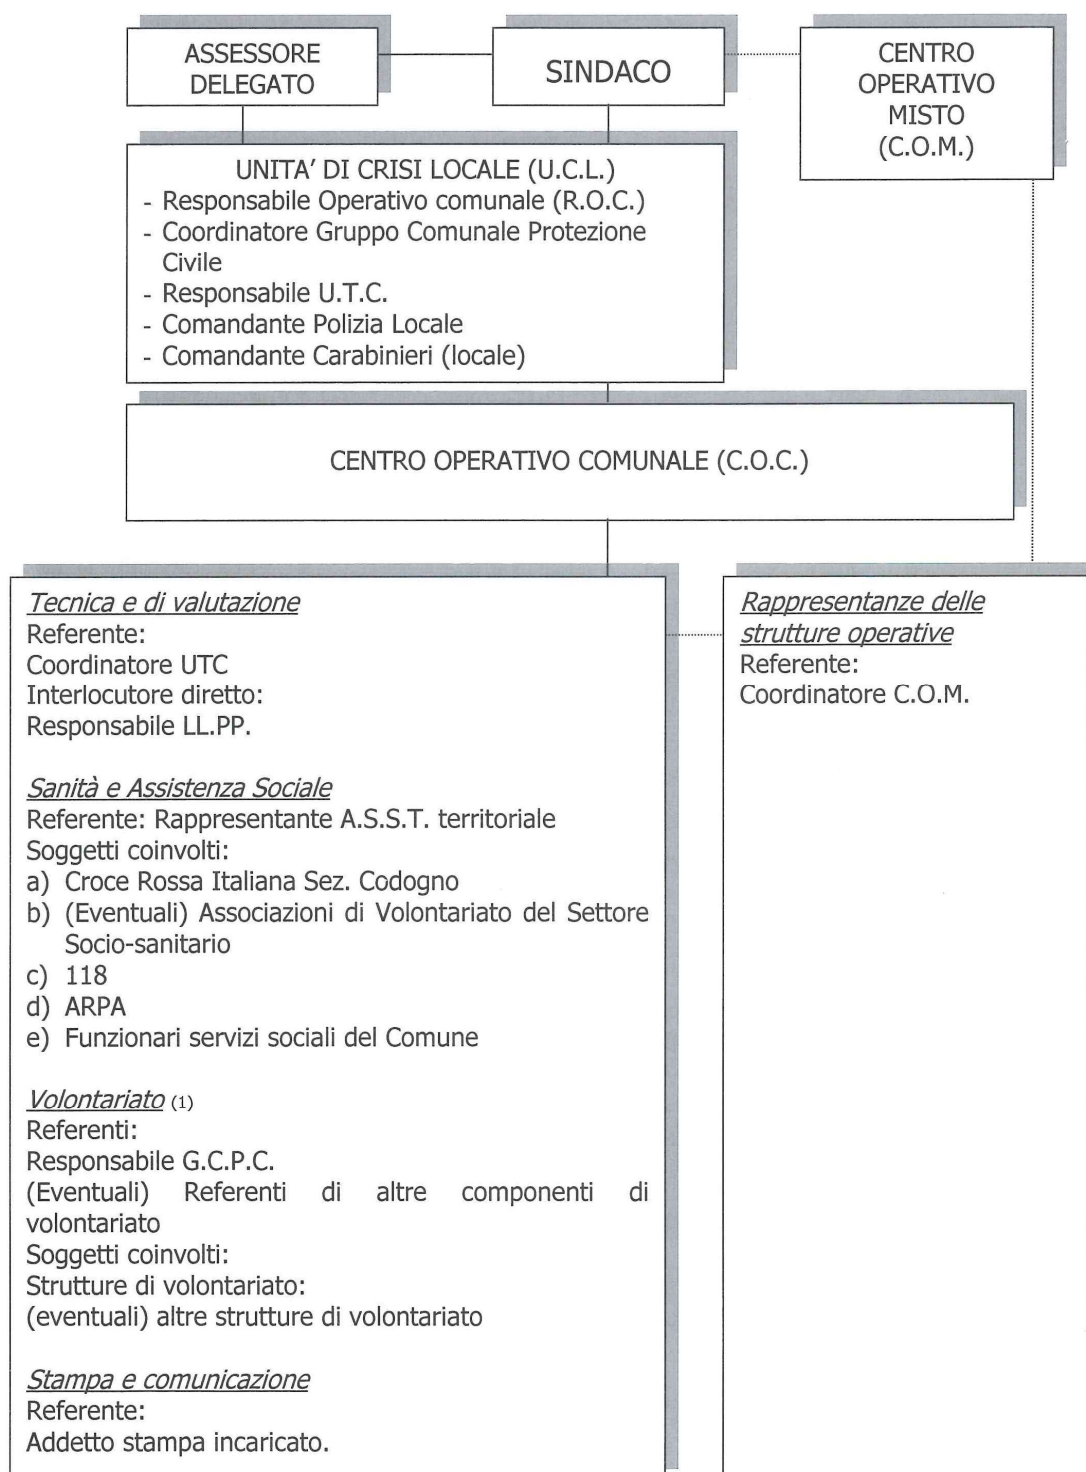 ASSESSORE
DELEGATO
SINDACO
CENTRO
OPERATIVO
MISTO
(C.O.M.)
UNITA' DI CRISI LOCALE (U.C.L.)
- Responsabile Operativo comunale (R.O.C.)
- Coordinatore Gruppo Comunale Protezione
Civile
- Responsabile U.T.C.
- Comandante Polizia Locale
- Comandante Carabinieri (locale)
CENTRO OPERATIVO COMUNALE (C.O.C.)
Tecnica e di valutazione
Referente:
Coordinatore UTC
Interlocutore diretto:
Responsabile LL.PP.
Sanità e Assistenza Sociale
Referente: Rappresentante A.S.S.T. territoriale
Soggetti coinvolti:
a) Croce Rossa Italiana Sez. Codogno
b) (Eventuali) Associazioni di Volontariato del Settore
Socio-sanitario
c) 118
d) ARPA
e) Funzionari servizi sociali del Comune
Volontariato (1)
Referenti:
Responsabile G.C.P.C.
(Eventuali) Referenti di altre componenti di
volontariato
Soggetti coinvolti:
Strutture di volontariato:
(eventuali) altre strutture di volontariato
Stampa e comunicazione
Referente:
Addetto stampa incaricato.
Rappresentanze delle
strutture operative
Referente:
Coordinatore C.O.M.